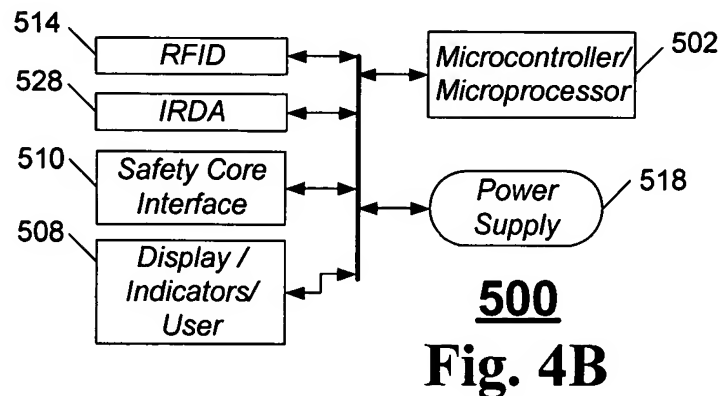 514
RFID
528
IRDA
510
Safety Core
Interface
508
Display /
Indicators/
User
Microcontroller/
Microprocessor
502
Power
Supply
518
500
Fig. 4B